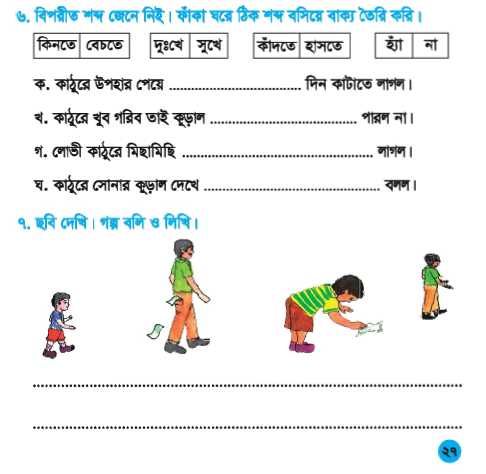 ৬. বিপরীত শব্দ জেনে নিই। ফাঁকা ঘরে ঠিক শব্দ বসিয়ে বাক্য তৈরি করি।
কিনতে বেচতে দুঃখে সুখে কাঁদতে হাসতে হ্যাঁ না
ক. কাঠুরে উপহার পেয়ে .................................. দিন কাটাতে লাগল।
খ. কাঠুরে খুব গরিব তাই কুড়াল ...................................... পারল না।
গ. লোভী কাঠুরে মিছামিছি ................................................. লাগল।
ঘ. কাঠুরে সোনার কুড়াল দেখে .............................................. বলল।
৭. ছবি দেখি। গল্প বলি ও লিখি।
২৭